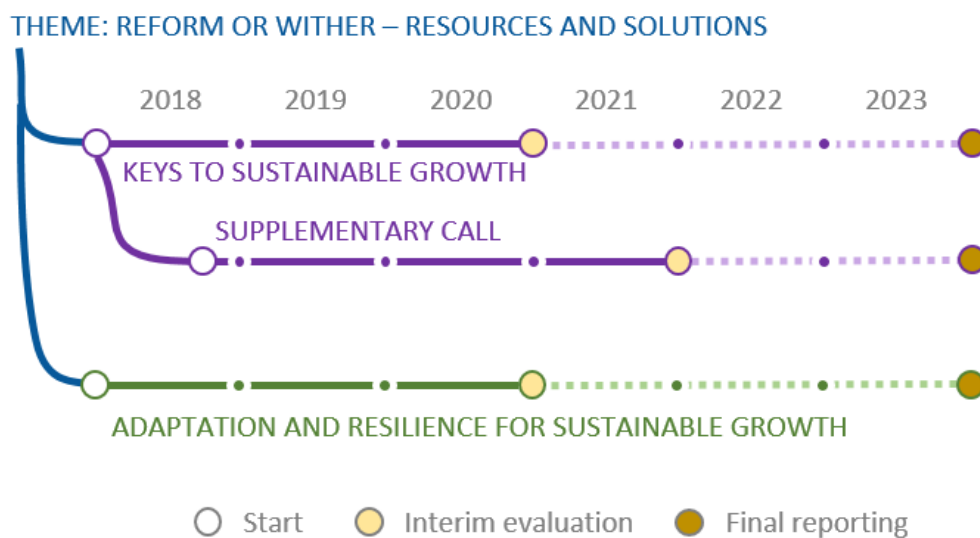 THEME: REFORM OR WITHER – RESOURCES AND SOLUTIONS
2018 2019 2020 2021 2022 2023
KEYS TO SUSTAINABLE GROWTH
SUPPLEMENTARY CALL
ADAPTATION AND RESILIENCE FOR SUSTAINABLE GROWTH
Start Interim evaluation Final reporting